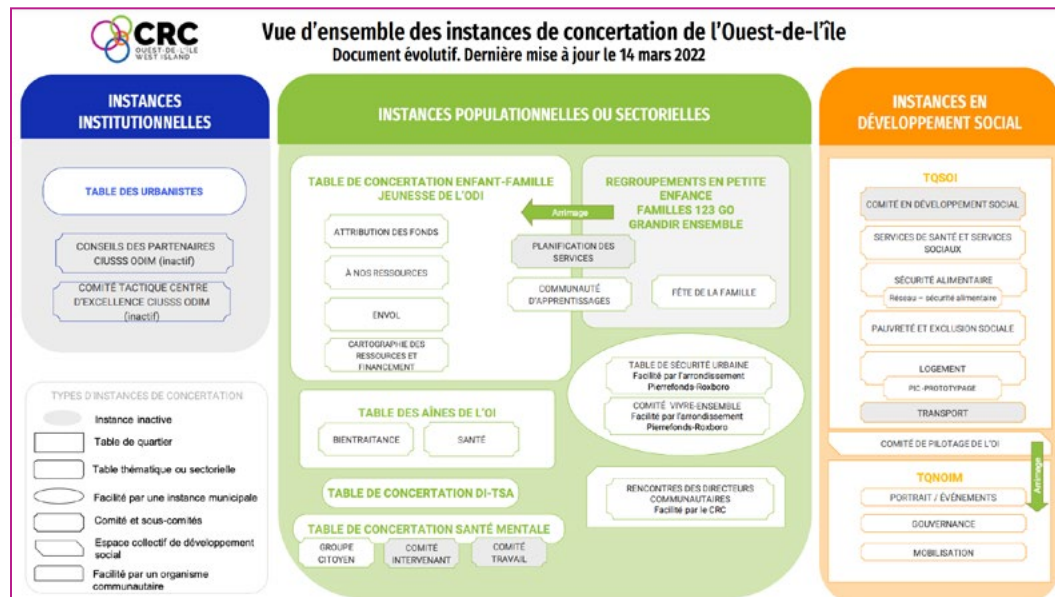 CRC
OUEST-DE-L'ÎLE
WEST ISLAND
Vue d'ensemble des instances de concertation de l'Ouest-de-l'île
Document évolutif. Dernière mise à jour le 14 mars 2022
INSTANCES
INSTITUTIONNELLES
TABLE DES URBANISTES
CONSEILS DES PARTENAIRES
CIUSSS ODIM (inactif)
COMITÉ TACTIQUE CENTRE
D'EXCELLENCE CIUSSS ODIM
(inactif)
TYPES D'INSTANCES DE CONCERTATION
Instance inactive
Table de quartier
Table thématique ou sectorielle
Facilité par une instance municipale
Comité et sous-comités
Espace collectif de développement
social
Facilité par un organisme
communautaire
INSTANCES POPULATIONNELLES OU SECTORIELLES
TABLE DE CONCERTATION ENFANT-FAMILLE
JEUNESSE DE L'ODI
ATTRIBUTION DES FONDS
À NOS RESSOURCES
ENVOL
CARTOGRAPHIE DES
RESSOURCES ET
FINANCEMENT
Arrimage
REGROUPEMENTS EN PETITE
ENFANCE
FAMILLES 123 GO
GRANDIR ENSEMBLE
PLANIFICATION DES
SERVICES
COMMUNAUTÉ
D'APPRENTISSAGES
FÊTE DE LA FAMILLE
TABLE DE SÉCURITÉ URBAINE
Facilité par l'arrondissement
Pierrefonds-Roxboro
COMITÉ VIVRE-ENSEMBLE
Facilité par l'arrondissement
Pierrefonds-Roxboro
TABLE DES AÎNES DE L'OI
BIENTRAITANCE
SANTÉ
TABLE DE CONCERTATION DI-TSA
TABLE DE CONCERTATION SANTÉ MENTALE
GROUPE
CITOYEN
COMITÉ
INTERVENANT
COMITÉ
TRAVAIL
RENCONTRES DES DIRECTEURS
COMMUNAUTAIRES
Facilité par le CRC
INSTANCES EN
DÉVELOPPEMENT SOCIAL
TQSOI
COMITÉ EN DÉVELOPPEMENT SOCIAL
SERVICES DE SANTÉ ET SERVICES
SOCIAUX
SÉCURITÉ ALIMENTAIRE
Réseau – sécurité alimentaire
PAUVRETÉ ET EXCLUSION SOCIALE
LOGEMENT
PIC-PROTOTYPAGE
TRANSPORT
COMITÉ DE PILOTAGE DE L'OI
Arrimage
TQNOIM
PORTRAIT / ÉVÉNEMENTS
GOUVERNANCE
MOBILISATION